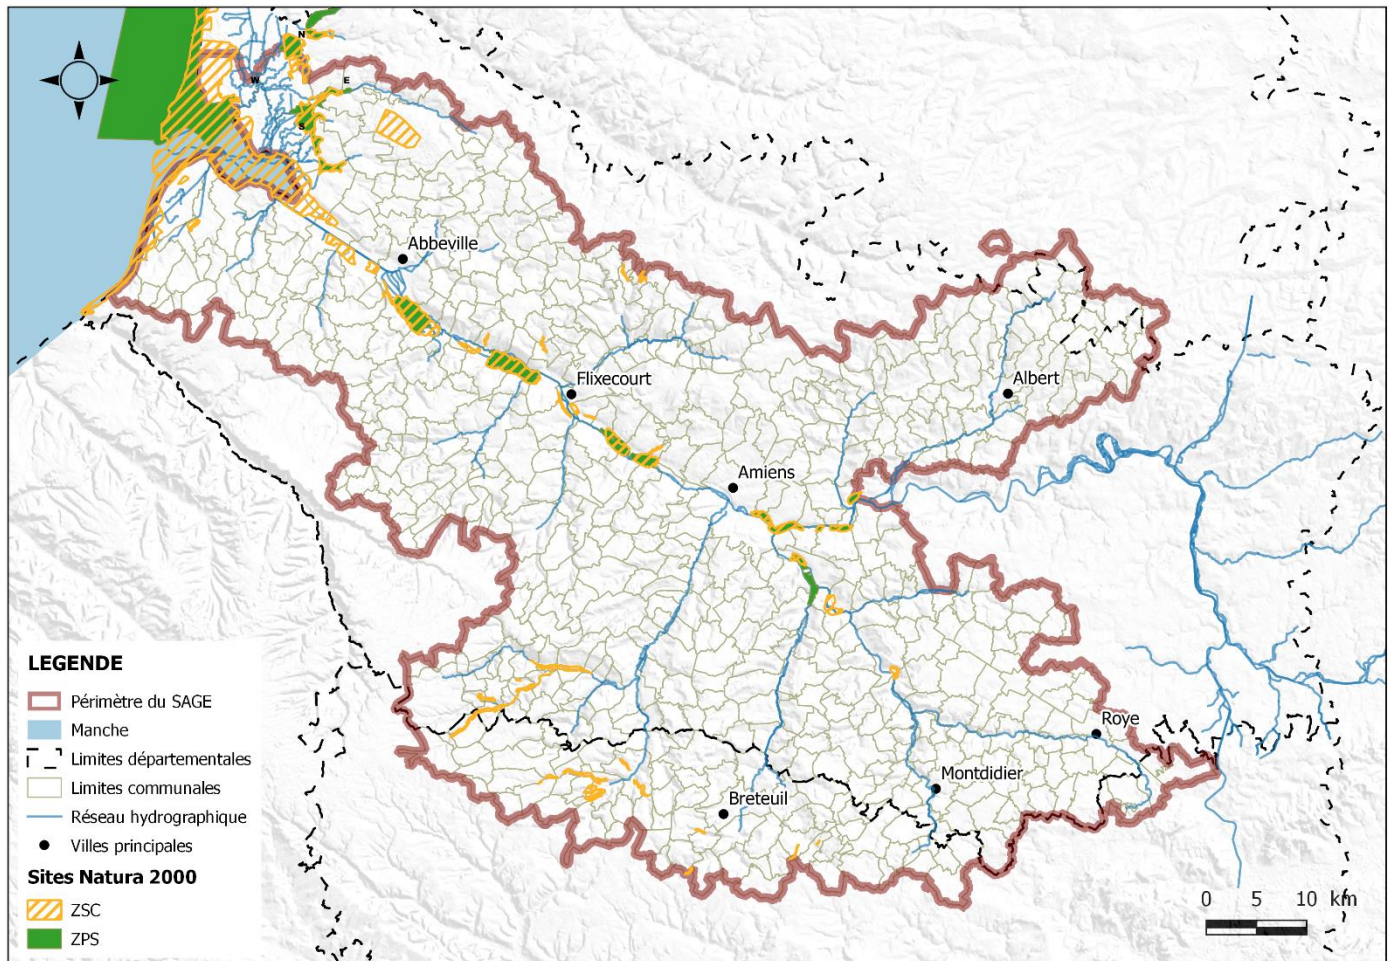 N
W
E
S
Abbeville
Flixecourt
Albert
Amiens
Roye
Montdidier
Breteuil
LEGENDE
Périmètre du SAGE
Manche
Limites départementales
Limites communales
Réseau hydrographique
Villes principales
Sites Natura 2000
ZSC
ZPS
0 5 10 km